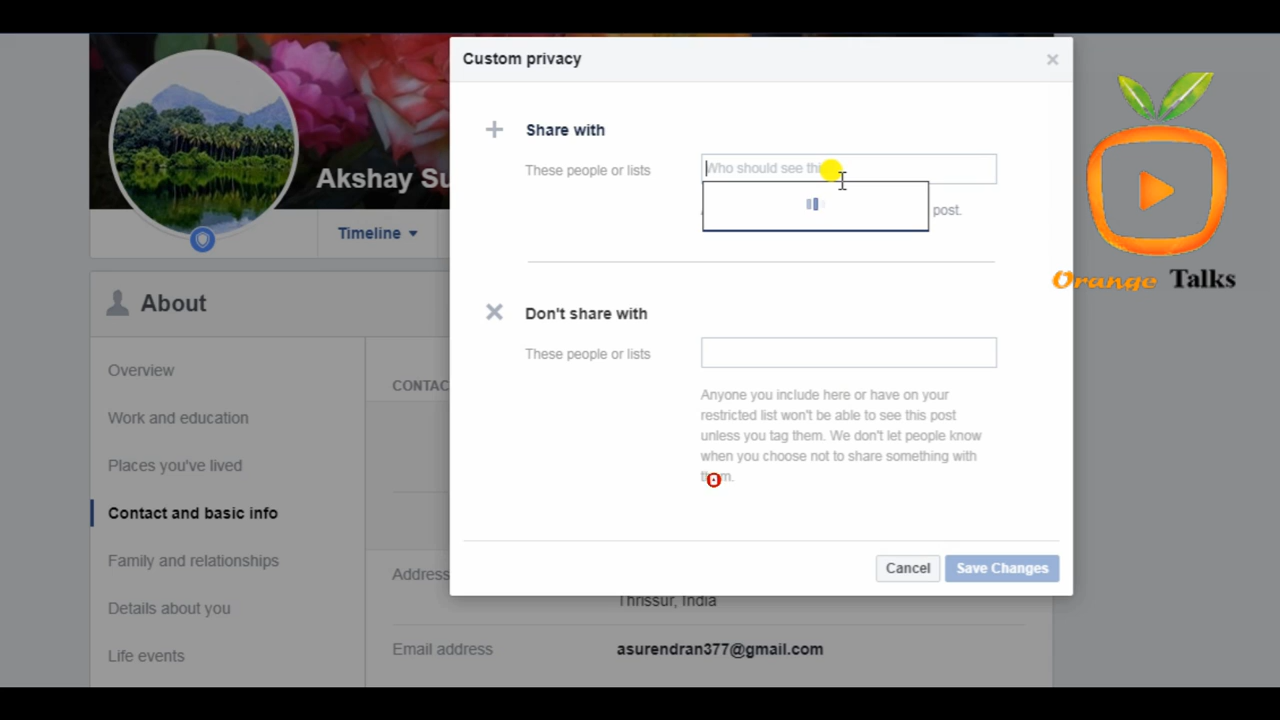 Custom privacy
Share with
These people or lists
Who should see
post.
Don't share with
These people or lists
Anyone you include here or have on your
restricted list won't be able to see this post
unless you tag them. We don't let people know
when you choose not to share something with
Cancel
Save Changes
Akshay Su
Timeline
About
Overview
Work and education
Places you've lived
Contact and basic info
Family and relationships
Details about you
Life events
CONTAC
Address
Thrissur, India
Email address
asurendran377@gmail.com
Orange Talks